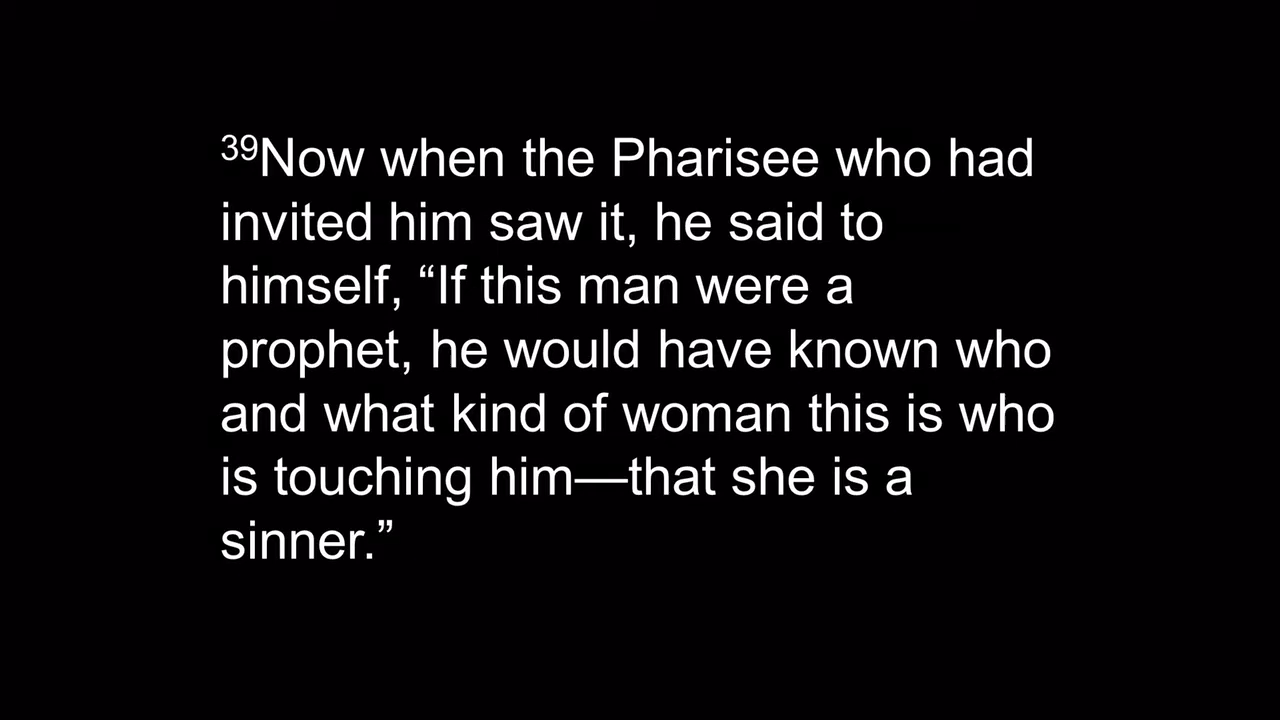 ³⁹Now when the Pharisee who had
invited him saw it, he said to
himself, “If this man were a
prophet, he would have known who
and what kind of woman this is who
is touching him—that she is a
sinner.”